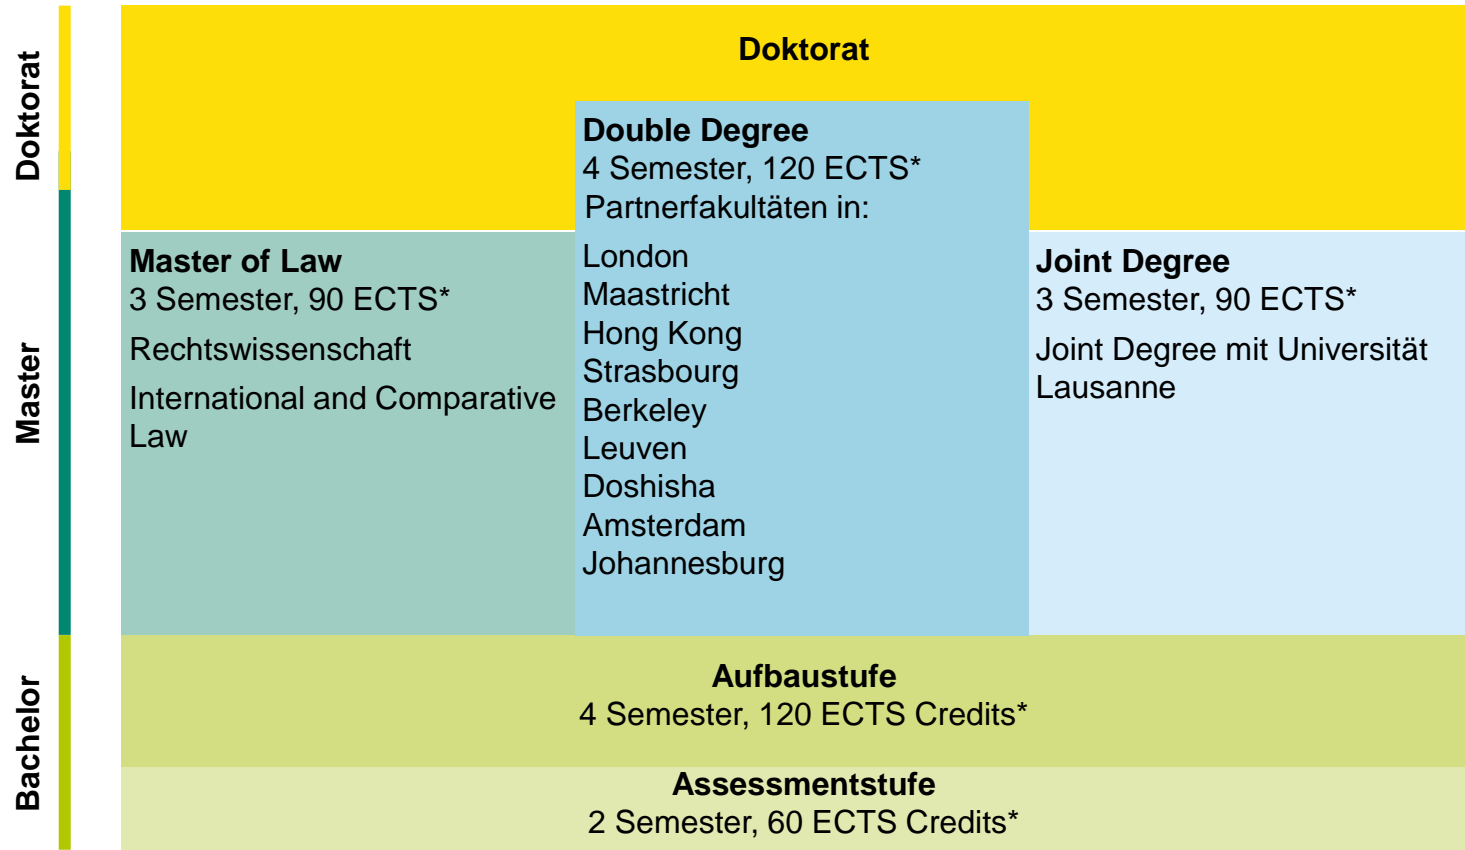 Doktorat
Doktorat
Double Degree
4 Semester, 120 ECTS*
Partnerfakultäten in:
London
Maastricht
Hong Kong
Strasbourg
Berkeley
Leuven
Doshisha
Amsterdam
Johannesburg
Master
Master of Law
3 Semester, 90 ECTS*
Rechtswissenschaft
International and Comparative
Law
Joint Degree
3 Semester, 90 ECTS*
Joint Degree mit Universität
Lausanne
Bachelor
Aufbaustufe
4 Semester, 120 ECTS Credits*
Assessmentstufe
2 Semester, 60 ECTS Credits*